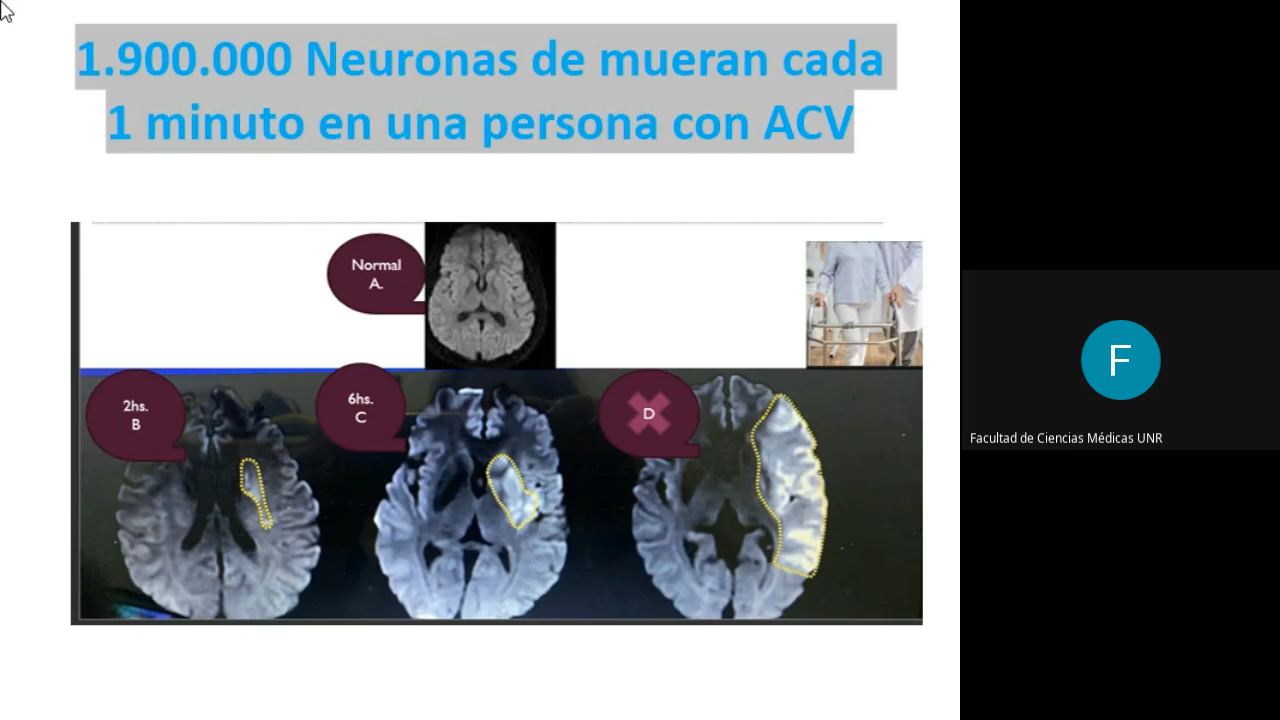 1.900.000 Neuronas de mueran cada
1 minuto en una persona con ACV
Normal
A.
2hs.
B
6hs.
C
D
F
Facultad de Ciencias Médicas UNR